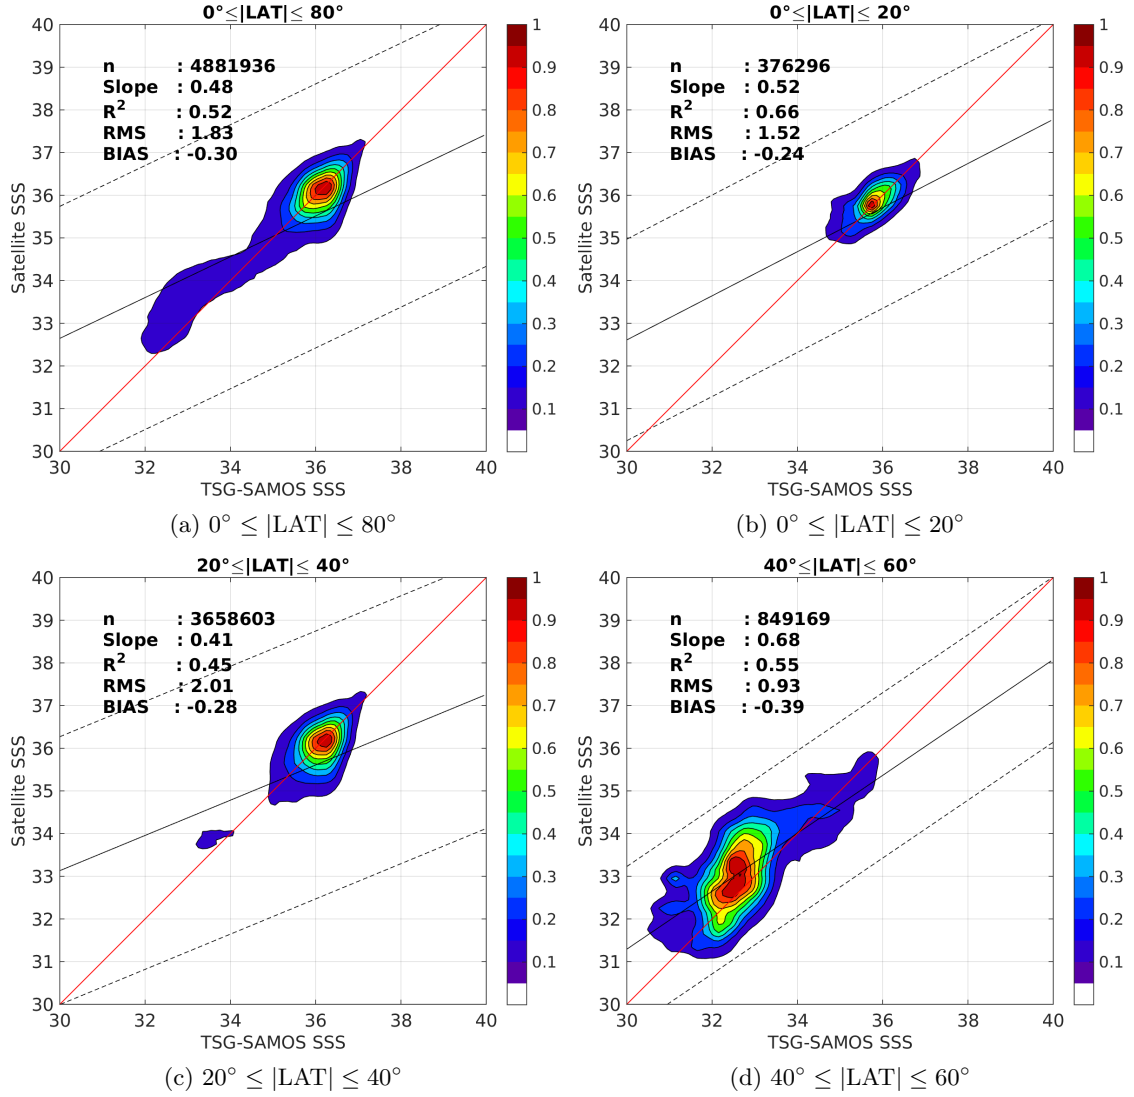 0°≤|LAT|≤ 80°
n : 4881936
Slope : 0.48
R² : 0.52
RMS : 1.83
BIAS : -0.30
40
39
38
37
36
35
34
33
32
31
30
Satellite SSS
30 32 34 36 38 40
TSG-SAMOS SSS
1
0.9
0.8
0.7
0.6
0.5
0.4
0.3
0.2
0.1
(a) 0° ≤ |LAT| ≤ 80°
0°≤|LAT|≤ 20°
n : 376296
Slope : 0.52
R² : 0.66
RMS : 1.52
BIAS : -0.24
40
39
38
37
36
35
34
33
32
31
30
Satellite SSS
30 32 34 36 38 40
TSG-SAMOS SSS
1
0.9
0.8
0.7
0.6
0.5
0.4
0.3
0.2
0.1
(b) 0° ≤ |LAT| ≤ 20°
20°≤|LAT|≤ 40°
n : 3658603
Slope : 0.41
R² : 0.45
RMS : 2.01
BIAS : -0.28
40
39
38
37
36
35
34
33
32
31
30
Satellite SSS
30 32 34 36 38 40
TSG-SAMOS SSS
1
0.9
0.8
0.7
0.6
0.5
0.4
0.3
0.2
0.1
(c) 20° ≤ |LAT| ≤ 40°
40°≤|LAT|≤ 60°
n : 849169
Slope : 0.68
R² : 0.55
RMS : 0.93
BIAS : -0.39
40
39
38
37
36
35
34
33
32
31
30
Satellite SSS
30 32 34 36 38 40
TSG-SAMOS SSS
1
0.9
0.8
0.7
0.6
0.5
0.4
0.3
0.2
0.1
(d) 40° ≤ |LAT| ≤ 60°